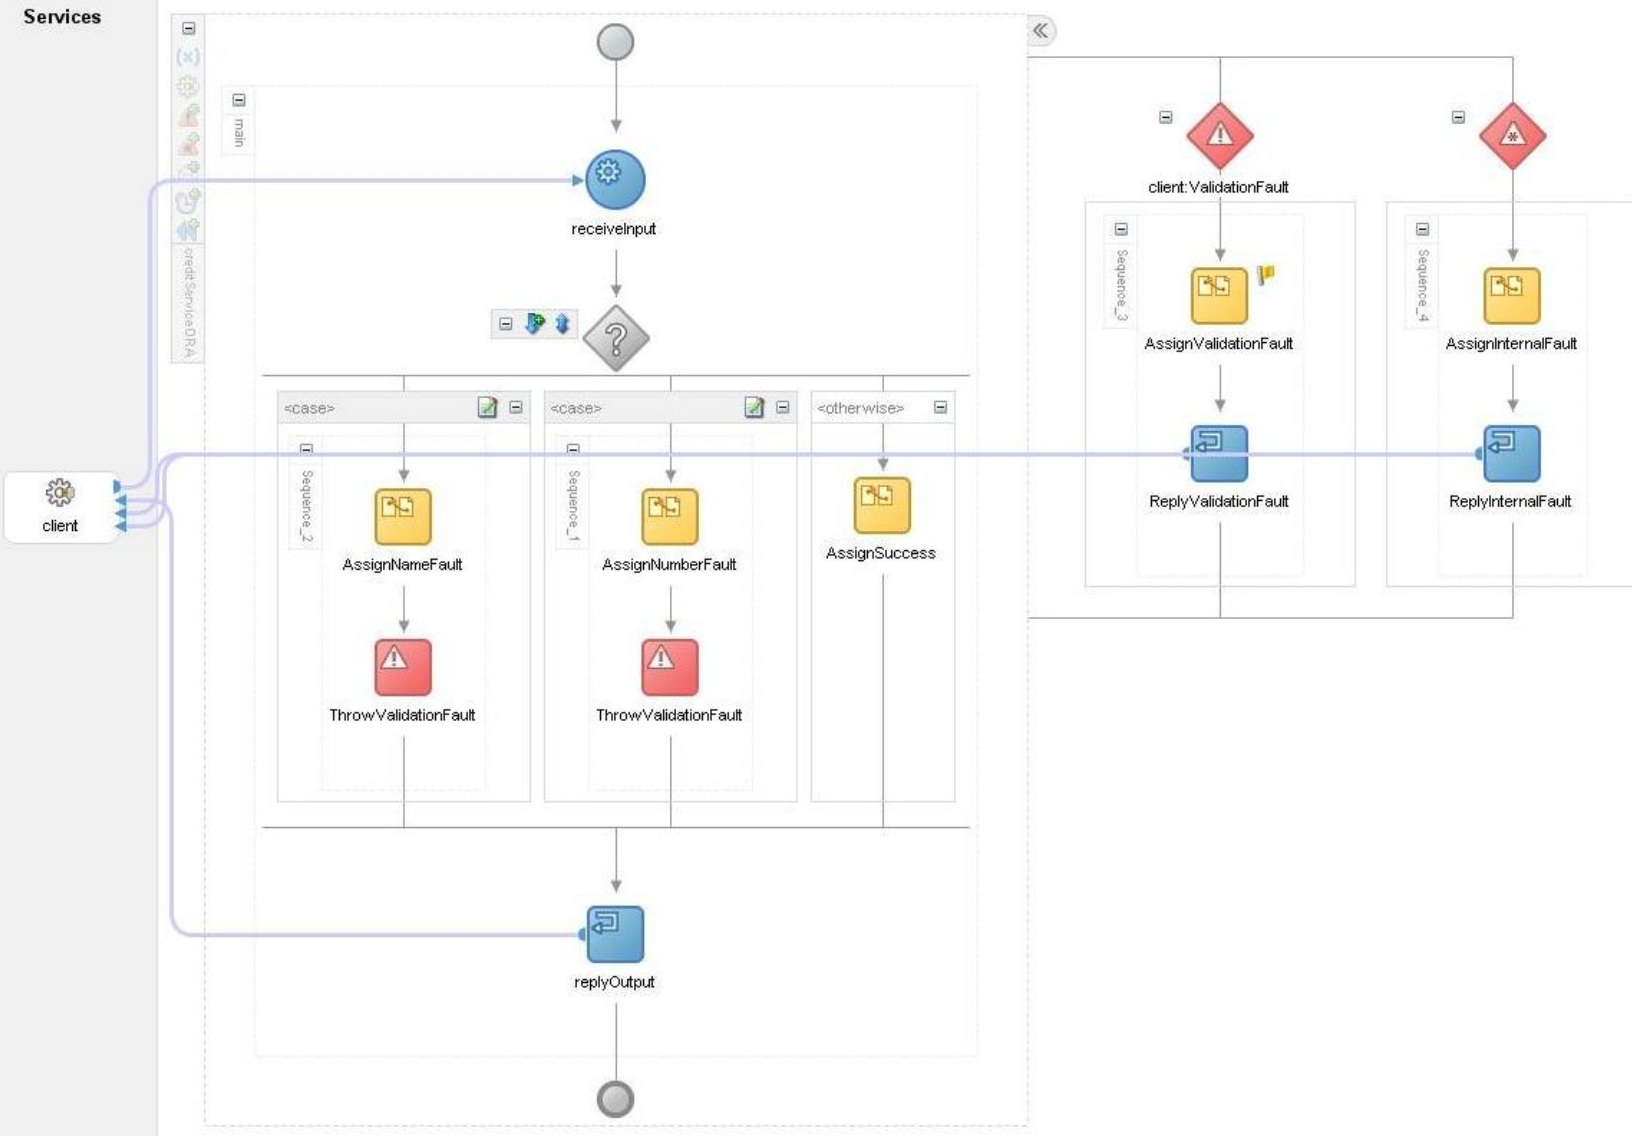 Services
main
creditServiceORA
receiveInput
<case>
<case>
<otherwise>
Sequence_2
Sequence_1
AssignNameFault
AssignNumberFault
AssignSuccess
ThrowValidationFault
ThrowValidationFault
replyOutput
client
client:ValidationFault
Sequence_3
Sequence_4
AssignValidationFault
AssignInternalFault
ReplyValidationFault
ReplyInternalFault